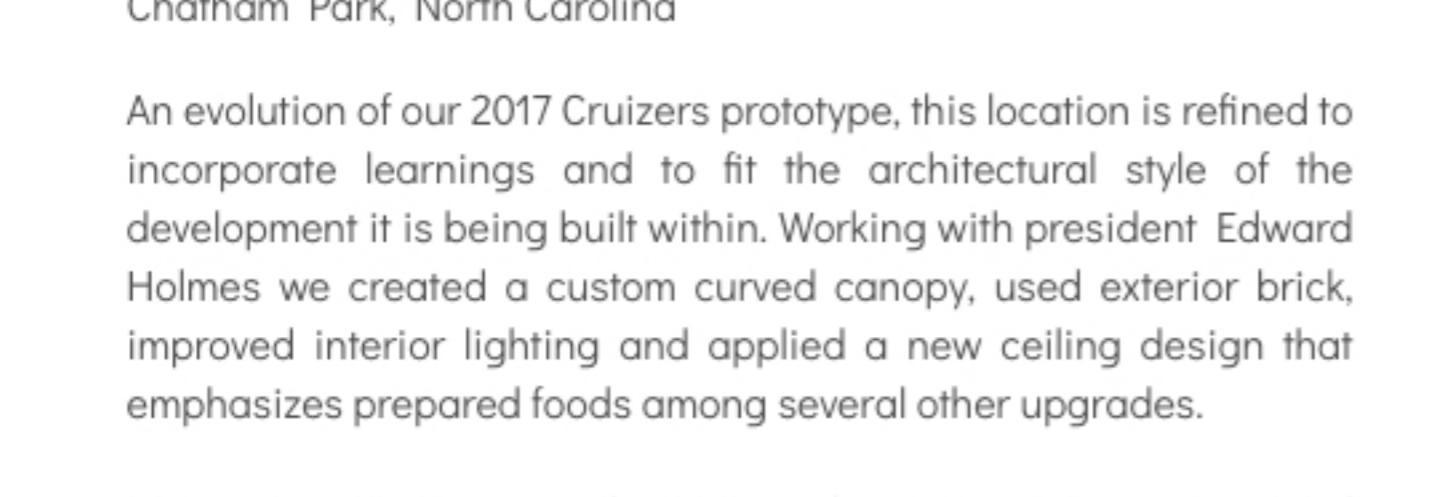 Chatham Park, North Carolina
An evolution of our 2017 Cruizers prototype, this location is refined to
incorporate learnings and to fit the architectural style of the
development it is being built within. Working with president Edward
Holmes we created a custom curved canopy, used exterior brick,
improved interior lighting and applied a new ceiling design that
emphasizes prepared foods among several other upgrades.